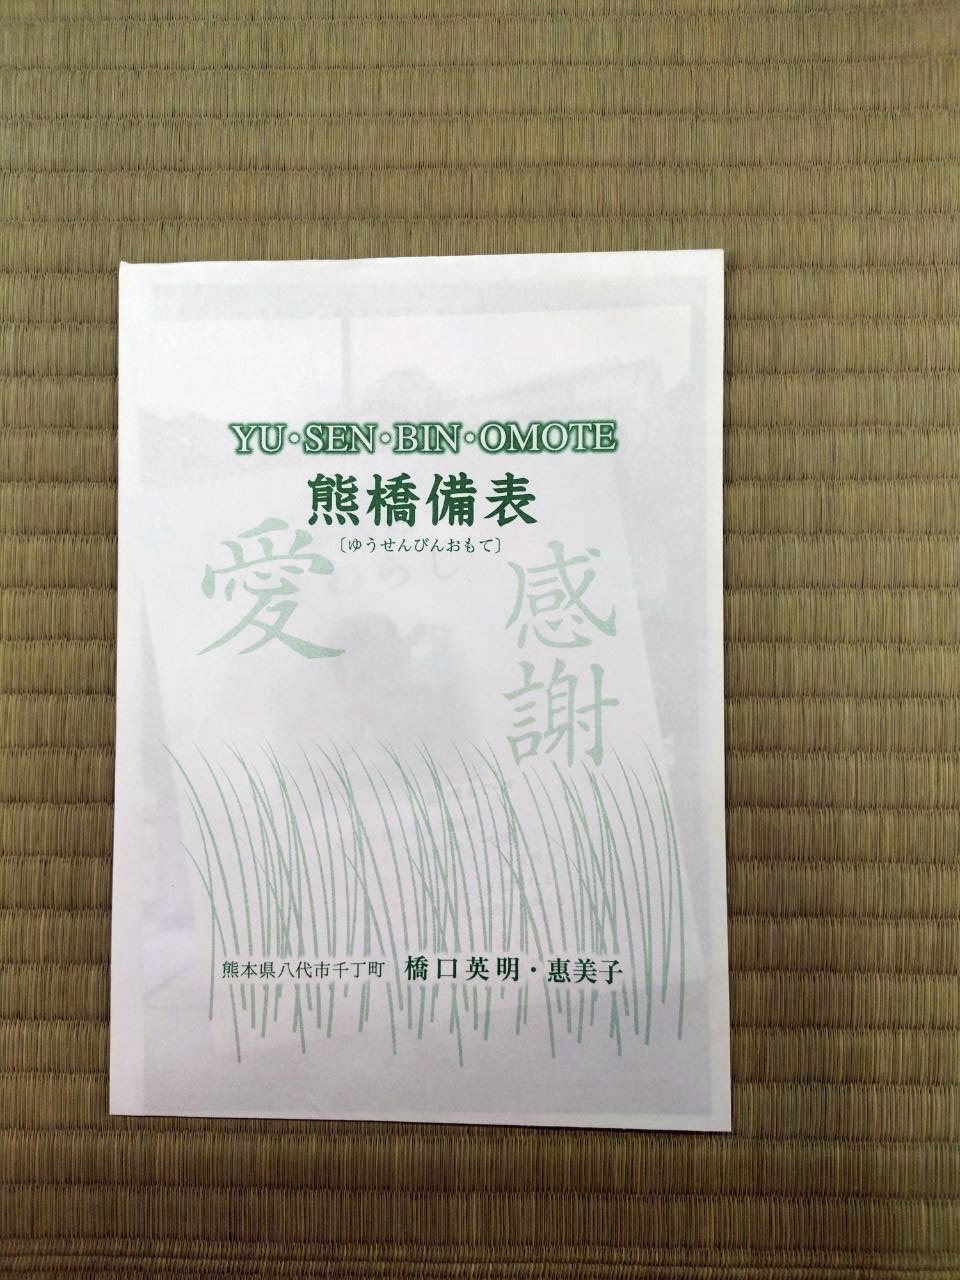 YU・SEN・BIN・OMOTE
熊橋備表
〔ゆうせんびんおもて〕
愛
感謝
熊本県八代市千丁町 橋口英明・惠美子